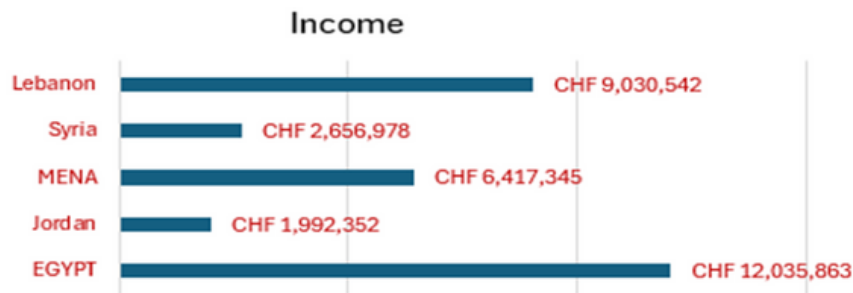 Income
Lebanon CHF 9,030,542
Syria CHF 2,656,978
MENA CHF 6,417,345
Jordan CHF 1,992,352
EGYPT CHF 12,035,863